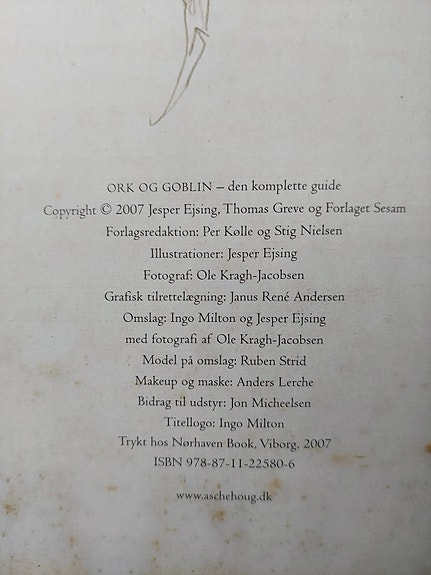 ORK OG GOBLIN – den komplette guide
Copyright © 2007 Jesper Ejsing, Thomas Greve og Forlaget Sesam
Forlagsredaktion: Per Kølle og Stig Nielsen
Illustrationer: Jesper Ejsing
Fotograf: Ole Kragh-Jacobsen
Grafisk tilrettelægning: Janus René Andersen
Omslag: Ingo Milton og Jesper Ejsing
med fotografi af Ole Kragh-Jacobsen
Model på omslag: Ruben Strid
Makeup og maske: Anders Lerche
Bidrag til udstyr: Jon Micheelsen
Titellogo: Ingo Milton
Trykt hos Nørhaven Book, Viborg, 2007
ISBN 978-87-11-22580-6
www.aschehoug.dk